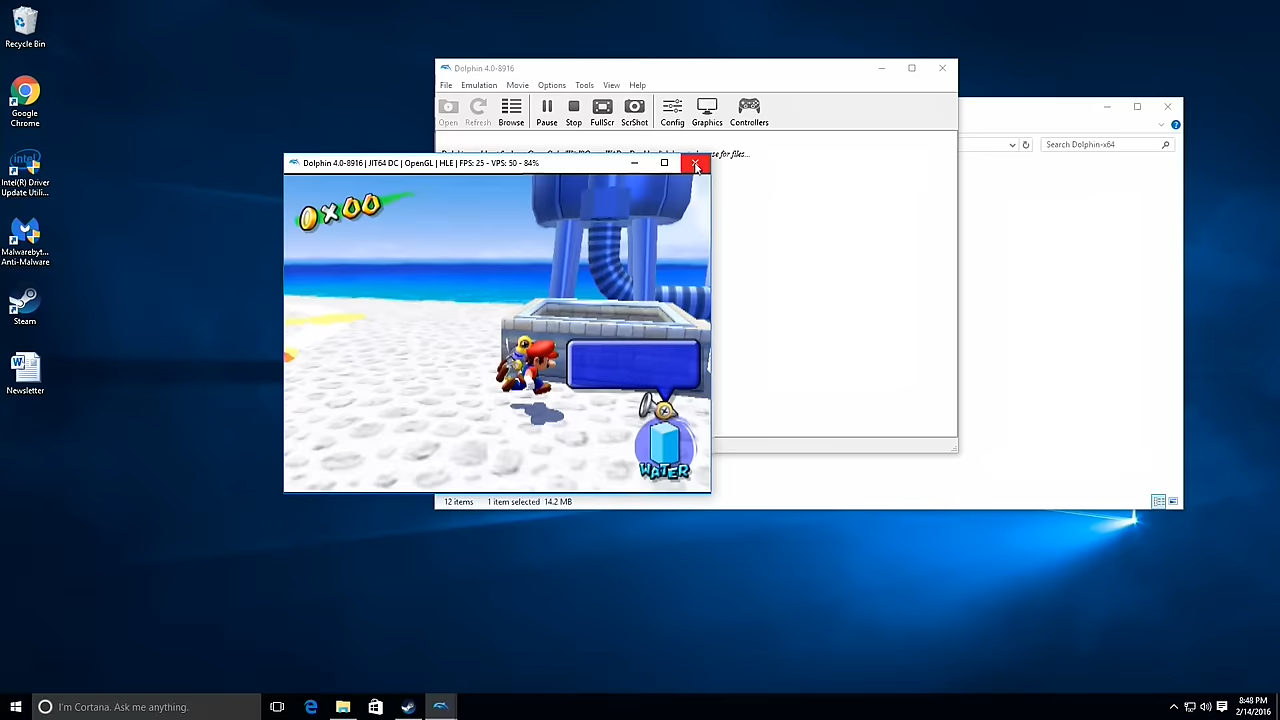 Recycle Bin
Google
Chrome
Intel(R) Driver
Update Utili...
Malwarebyt...
Anti-Malware
Steam
Newsletter
Dolphin 4.0-8916
File Emulation Movie Options Tools View Help
Open Refresh Browse Pause Stop FullScr ScrShot Config Graphics Controllers
se for files...
Search Dolphin-x64
Dolphin 4.0-8916 | JIT64 DC | OpenGL | HLE | FPS: 25 - VPS: 50 - 84%
0×00
WATER
12 items 1 item selected 14.2 MB
I'm Cortana. Ask me anything.
8:48 PM
2/14/2016